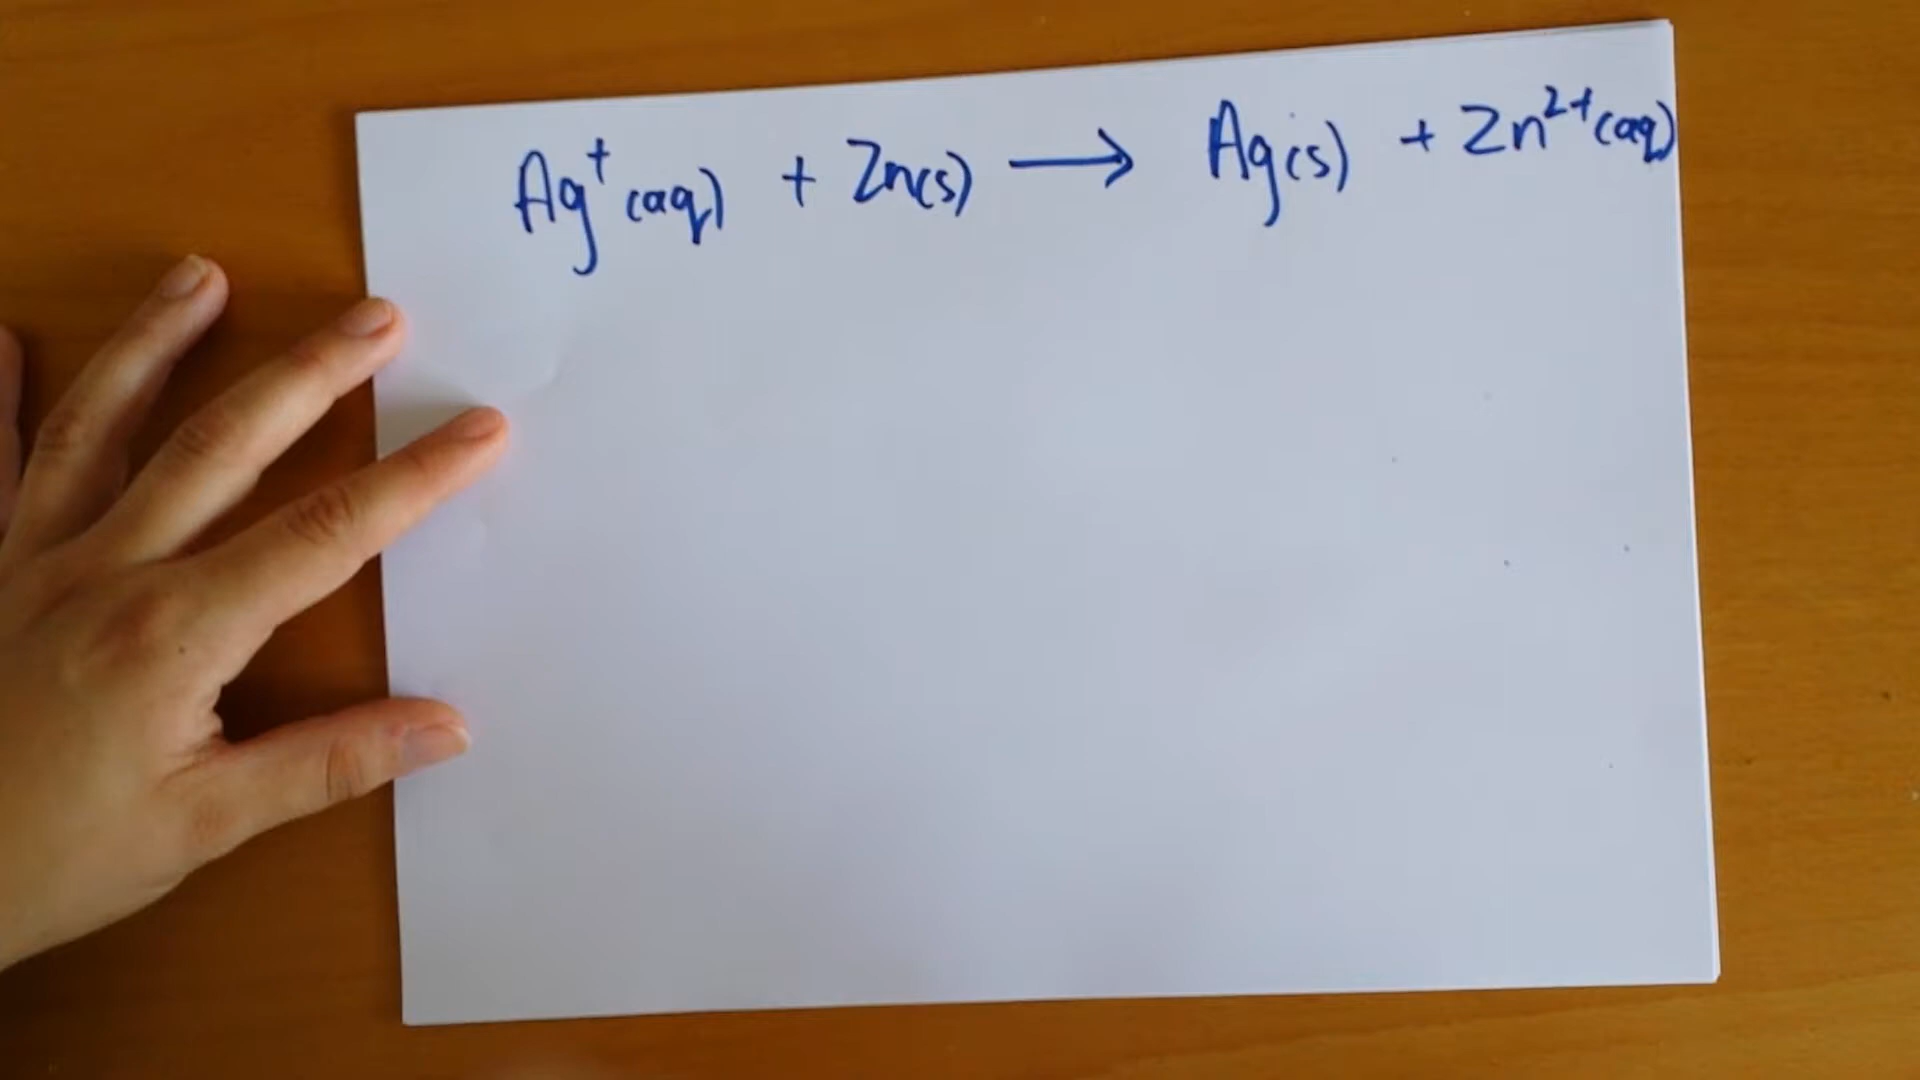 Ag⁺(aq) + Zn(s) ⟶ Ag(s) + Zn²⁺(aq)